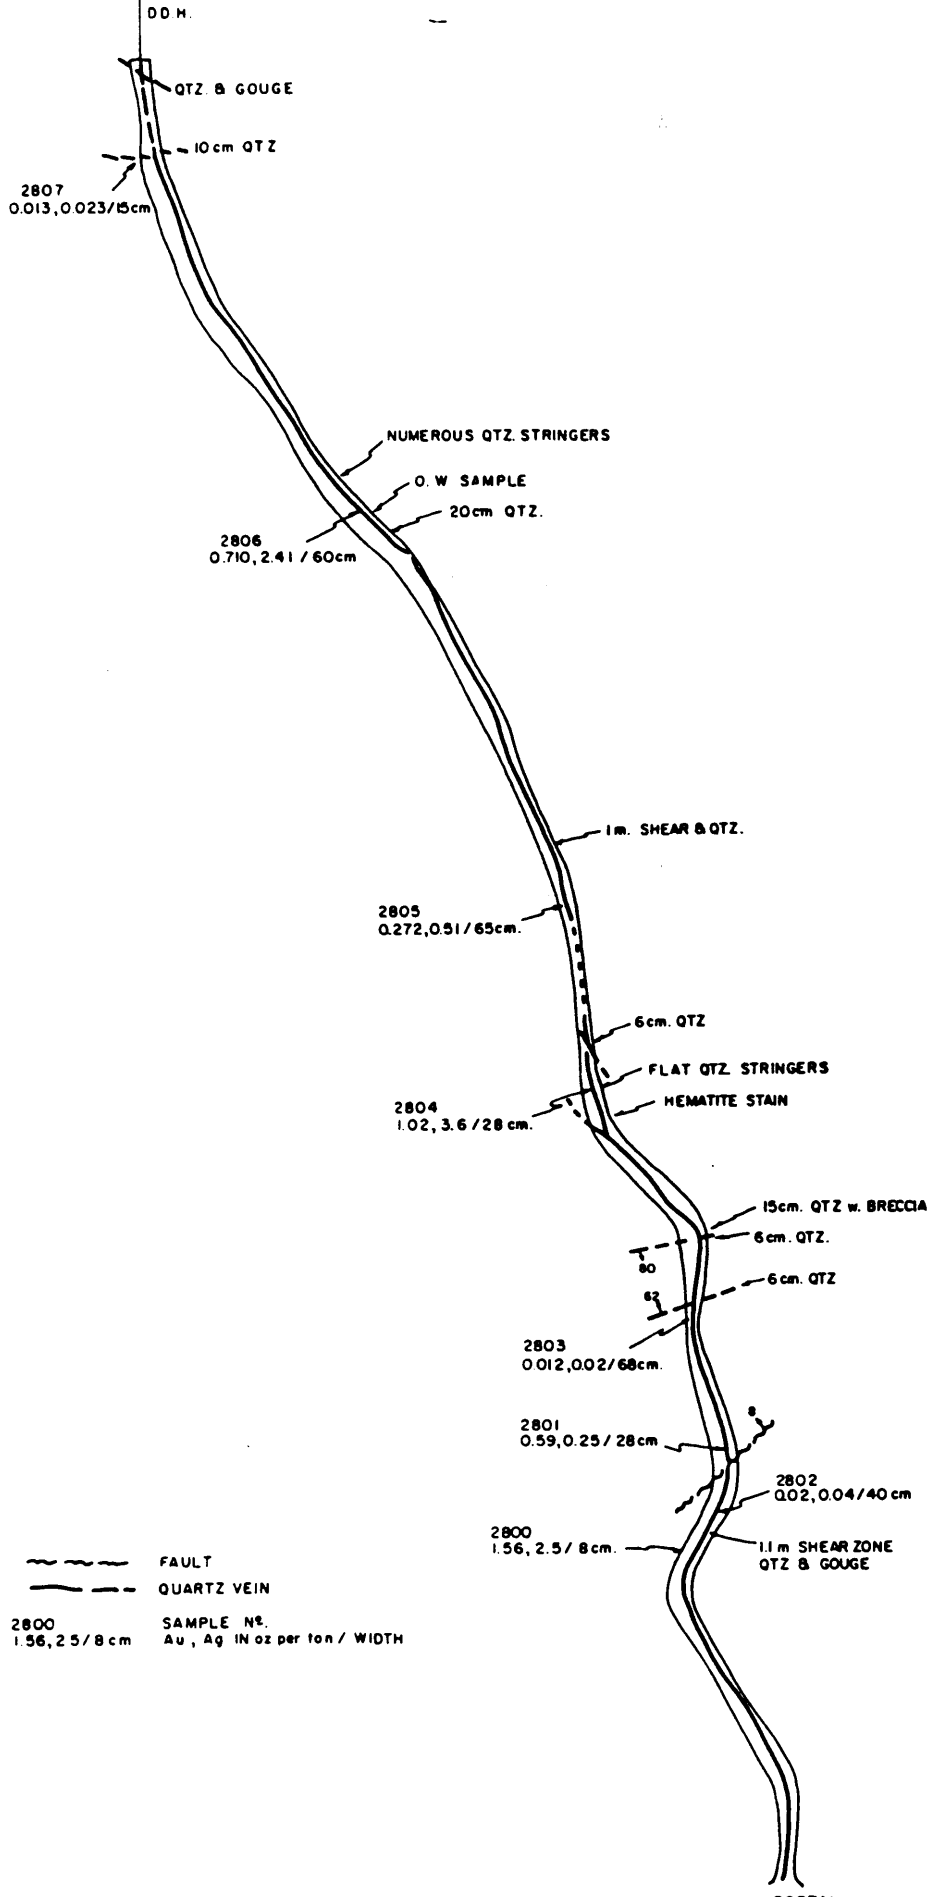 D.D.H.
QTZ. & GOUGE
10cm QTZ
2807
0.013, 0.023/15cm
NUMEROUS QTZ. STRINGERS
O. W SAMPLE
20cm QTZ.
2806
0.710, 2.41 / 60cm
1m. SHEAR & QTZ.
2805
0.272, 0.51/65cm.
6cm. QTZ
FLAT QTZ. STRINGERS
HEMATITE STAIN
2804
1.02, 3.6 / 28 cm.
15cm. QTZ w. BRECCIA
6cm. QTZ.
80
6cm. QTZ
62
2803
0.012, 0.02/68cm.
8
2801
0.59, 0.25 / 28cm
2802
0.02, 0.04/40cm
2800
1.56, 2.5 / 8cm.
1.1m SHEAR ZONE
QTZ & GOUGE
FAULT
QUARTZ VEIN
2800 SAMPLE Nº.
1.56, 2.5 / 8cm Au, Ag IN oz per ton / WIDTH